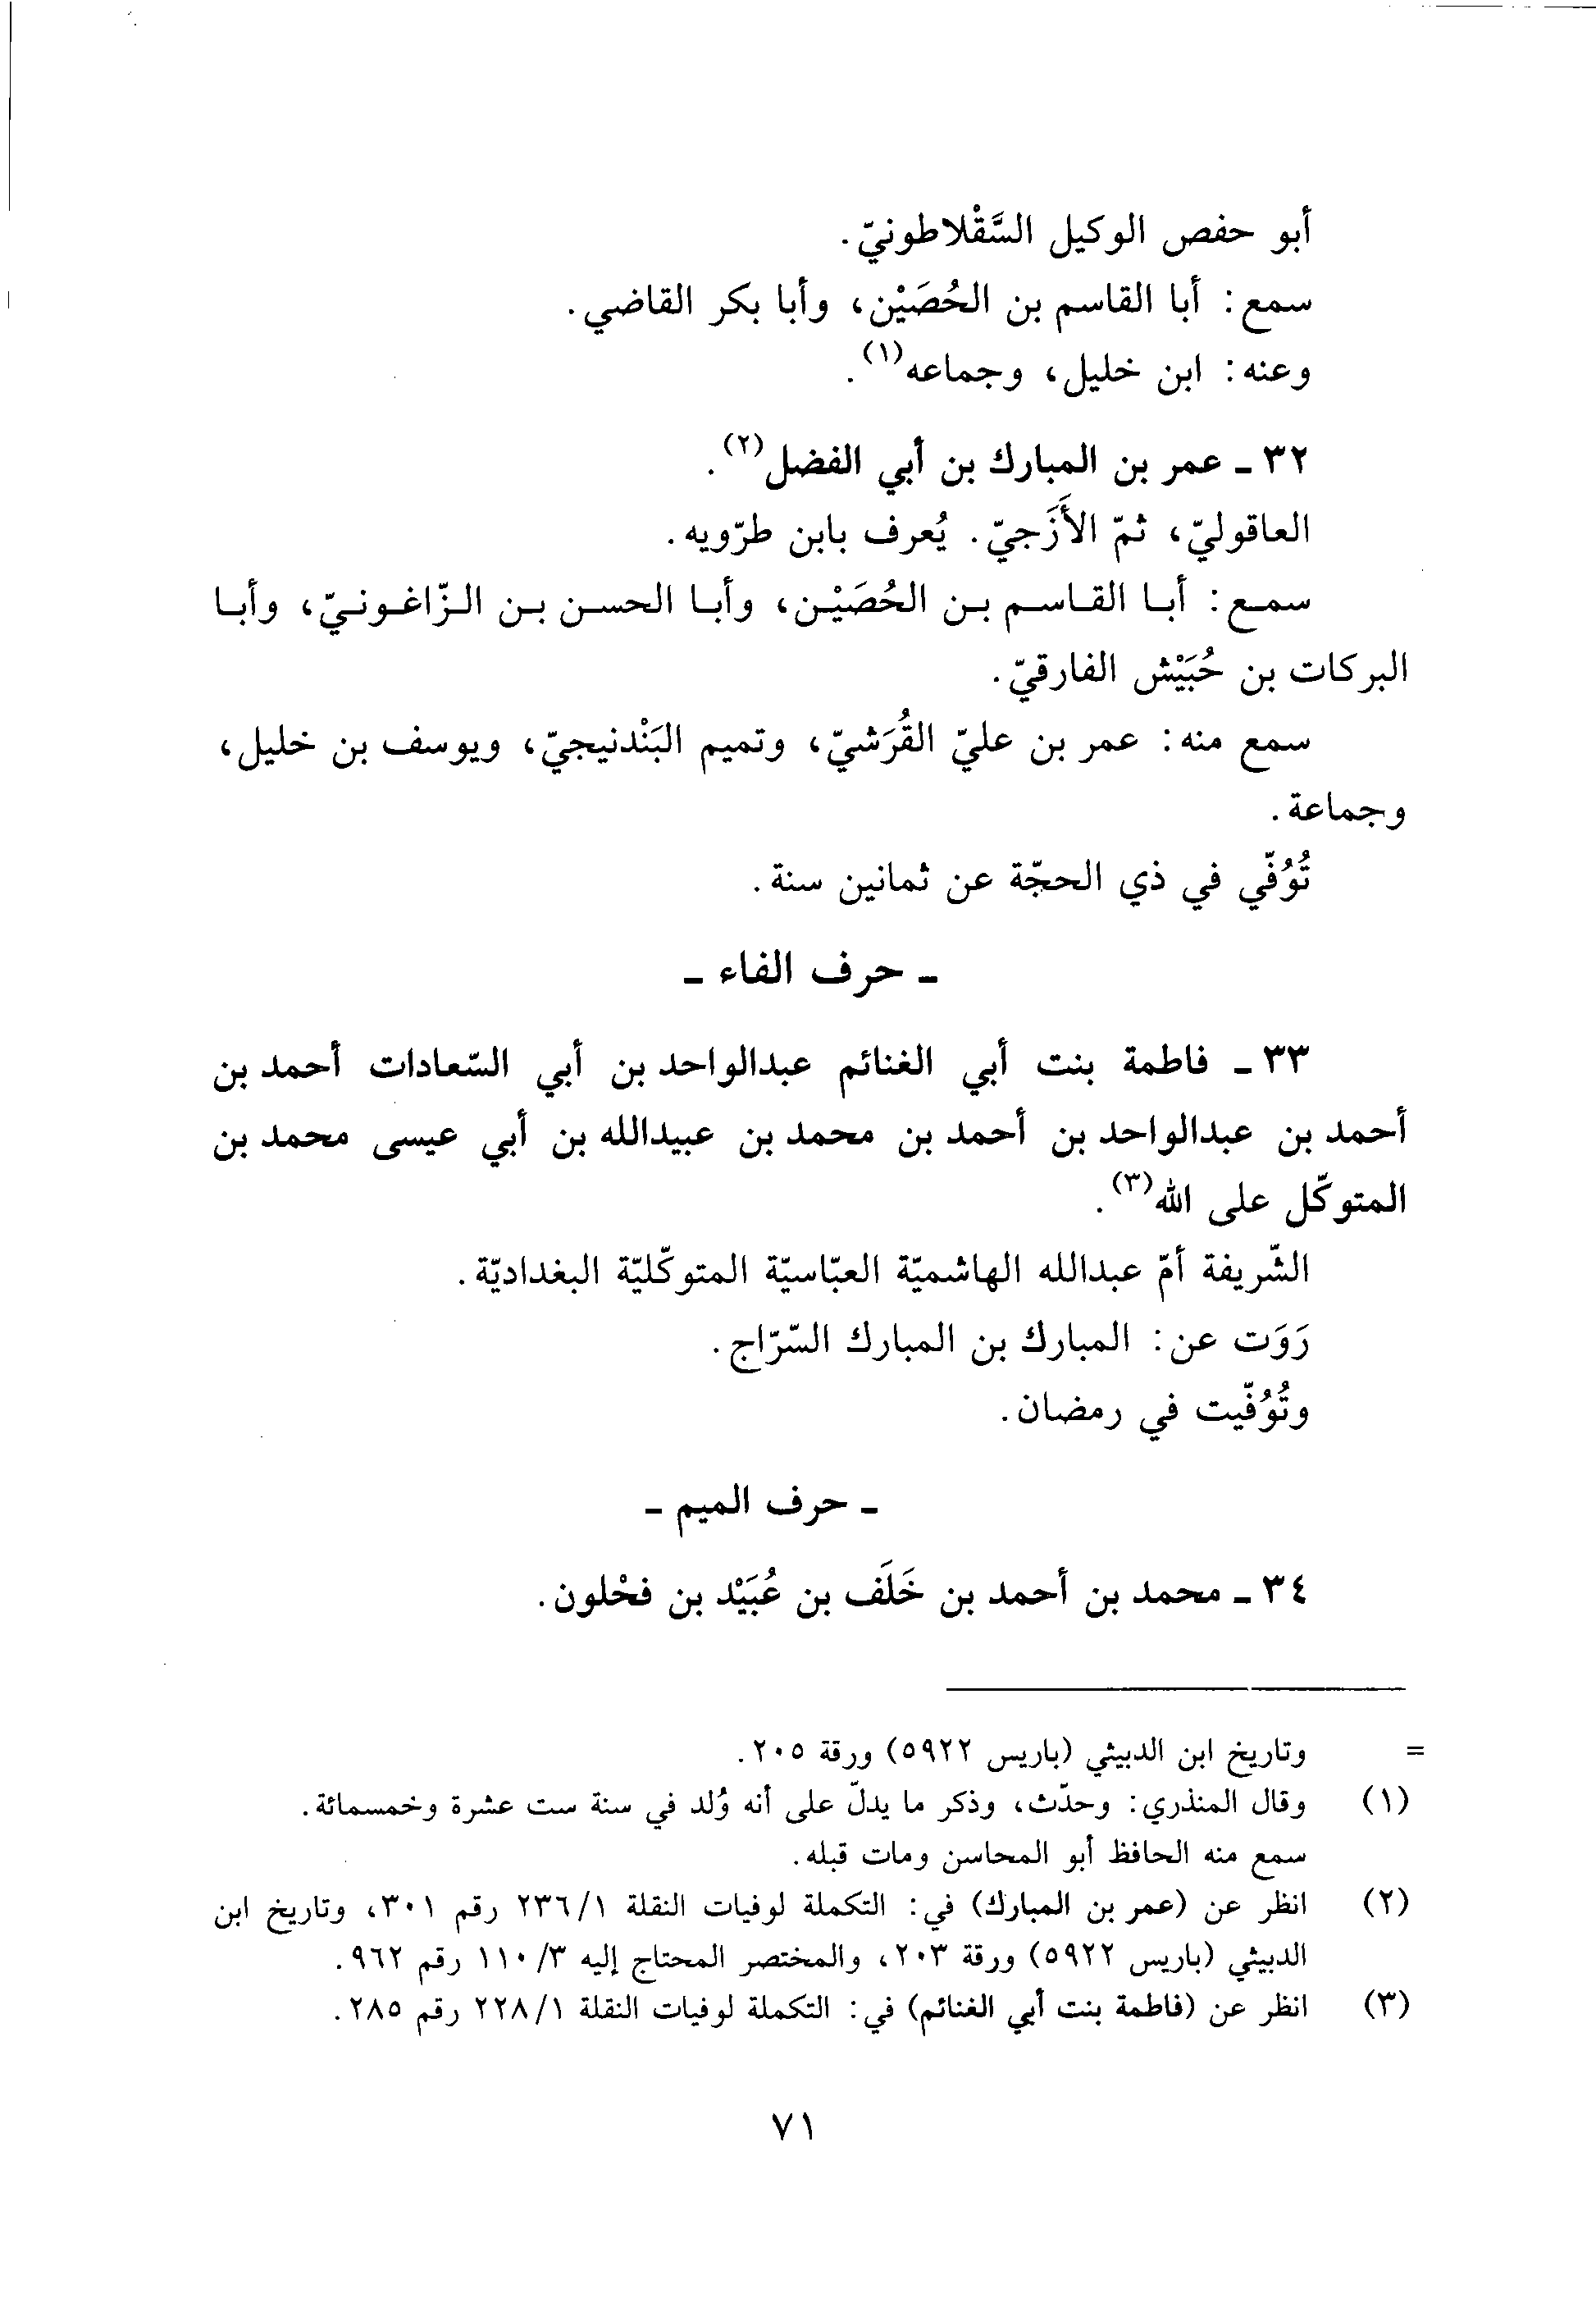 أبو حفص الوكيل السَّقْلاطونيّ.
سمع: أبا القاسم بن الحُصَيْن، وأبا بكر القاضي.
وعنه: ابن خليل، وجماعه(١).
٣٢ ـ عمر بن المبارك بن أبي الفضل(٢).
العاقوليّ، ثمّ الأَزَجيّ. يُعرف بابن طرّويه.
سمع: أبا القاسم بن الحُصَيْن، وأبا الحسن بن الزّاغونيّ، وأبا
البركات بن حُبَيْش الفارقيّ.
سمع منه: عمر بن عليّ القُرَشيّ، وتميم البَنْدنيجيّ، ويوسف بن خليل،
وجماعة.
تُوُفّي في ذي الحجّة عن ثمانين سنة.
ـ حرف الفاء ـ
٣٣ ـ فاطمة بنت أبي الغنائم عبدالواحد بن أبي السّعادات أحمد بن
أحمد بن عبدالواحد بن أحمد بن محمد بن عبيدالله بن أبي عيسى محمد بن
المتوكّل على الله(٣).
الشّريفة أمّ عبدالله الهاشميّة العبّاسيّة المتوكّليّة البغداديّة.
رَوَت عن: المبارك بن المبارك السّرّاج.
وتُوُفّيت في رمضان.
ـ حرف الميم ـ
٣٤ ـ محمد بن أحمد بن خَلَف بن عُبَيْد بن فحْلون.
= وتاريخ ابن الدبيثي (باريس ٥٩٢٢) ورقة ٢٠٥.
(١) وقال المنذري: وحدّث، وذكر ما يدلّ على أنه وُلد في سنة ست عشرة وخمسمائة.
سمع منه الحافظ أبو المحاسن ومات قبله.
(٢) انظر عن (عمر بن المبارك) في: التكملة لوفيات النقلة ٢٣٦/١ رقم ٣٠١، وتاريخ ابن
الدبيثي (باريس ٥٩٢٢) ورقة ٢٠٣، والمختصر المحتاج إليه ١١٠/٣ رقم ٩٦٢.
(٣) انظر عن (فاطمة بنت أبي الغنائم) في: التكملة لوفيات النقلة ٢٢٨/١ رقم ٢٨٥.
٧١